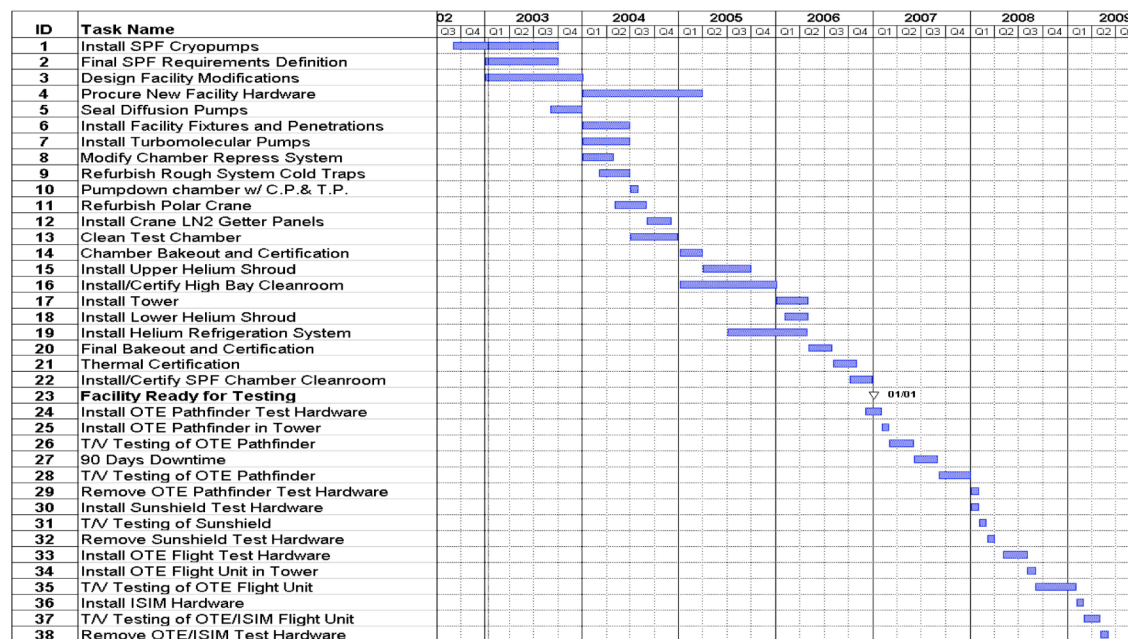 02 2003 2004 2005 2006 2007 2008 2009
ID Task Name Q3 Q4 Q1 Q2 Q3 Q4 Q1 Q2 Q3 Q4 Q1 Q2 Q3 Q4 Q1 Q2 Q3 Q4 Q1 Q2 Q3 Q4 Q1 Q2 Q3 Q4 Q1 Q2
1 Install SPF Cryopumps
2 Final SPF Requirements Definition
3 Design Facility Modifications
4 Procure New Facility Hardware
5 Seal Diffusion Pumps
6 Install Facility Fixtures and Penetrations
7 Install Turbomolecular Pumps
8 Modify Chamber Repress System
9 Refurbish Rough System Cold Traps
10 Pumpdown chamber w/ C.P.& T.P.
11 Refurbish Polar Crane
12 Install Crane LN2 Getter Panels
13 Clean Test Chamber
14 Chamber Bakeout and Certification
15 Install Upper Helium Shroud
16 Install/Certify High Bay Cleanroom
17 Install Tower
18 Install Lower Helium Shroud
19 Install Helium Refrigeration System
20 Final Bakeout and Certification
21 Thermal Certification
22 Install/Certify SPF Chamber Cleanroom
23 Facility Ready for Testing 01/01
24 Install OTE Pathfinder Test Hardware
25 Install OTE Pathfinder in Tower
26 T/V Testing of OTE Pathfinder
27 90 Days Downtime
28 T/V Testing of OTE Pathfinder
29 Remove OTE Pathfinder Test Hardware
30 Install Sunshield Test Hardware
31 T/V Testing of Sunshield
32 Remove Sunshield Test Hardware
33 Install OTE Flight Test Hardware
34 Install OTE Flight Unit in Tower
35 T/V Testing of OTE Flight Unit
36 Install ISIM Hardware
37 T/V Testing of OTE/ISIM Flight Unit
38 Remove OTE/ISIM Test Hardware